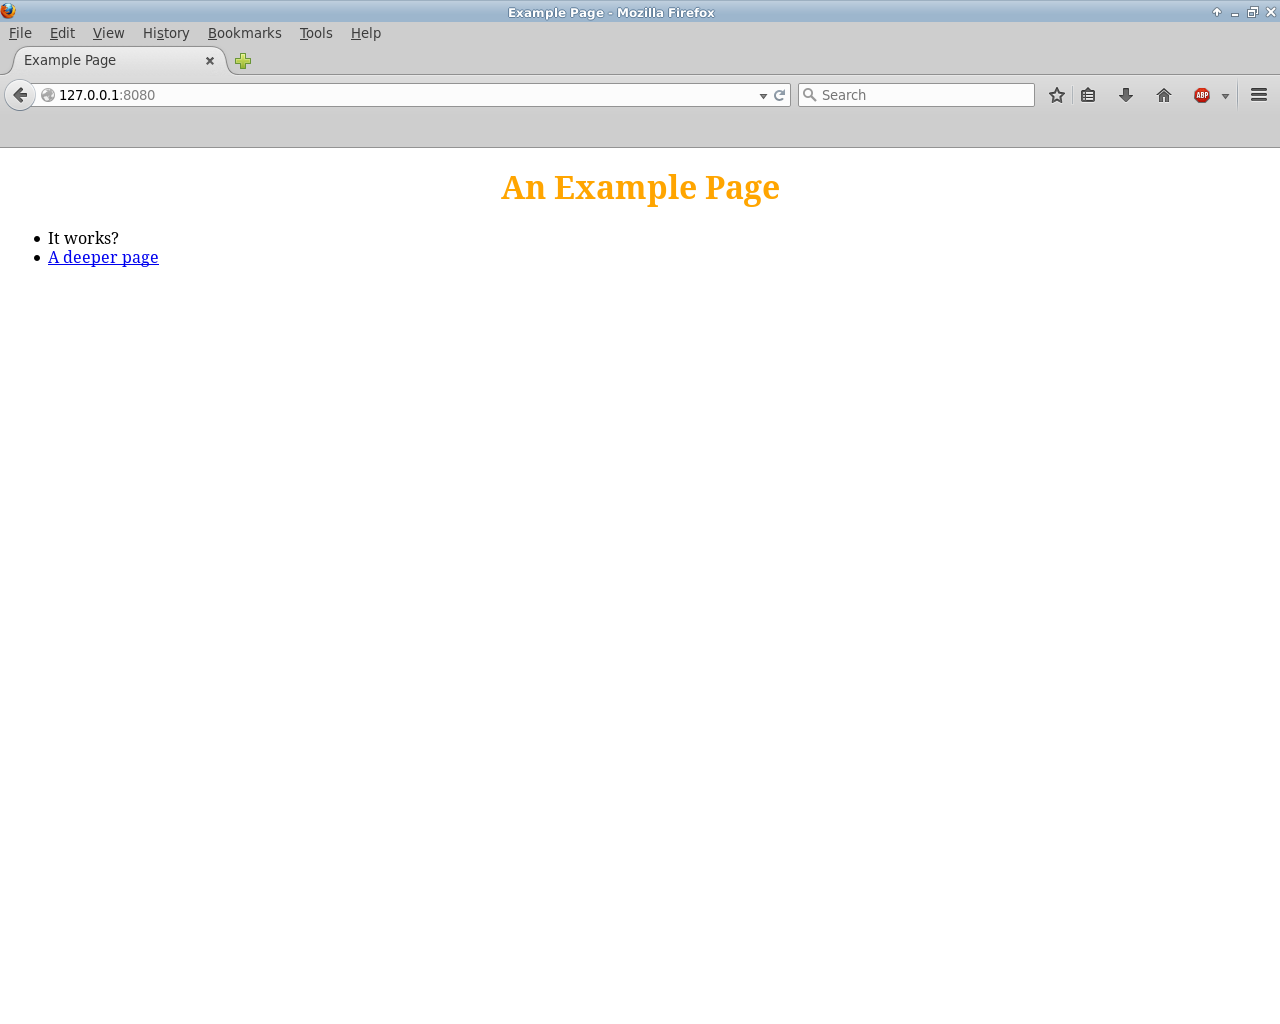 Example Page - Mozilla Firefox
File Edit View History Bookmarks Tools Help
Example Page
127.0.0.1:8080 Search ABP
An Example Page
It works?
A deeper page